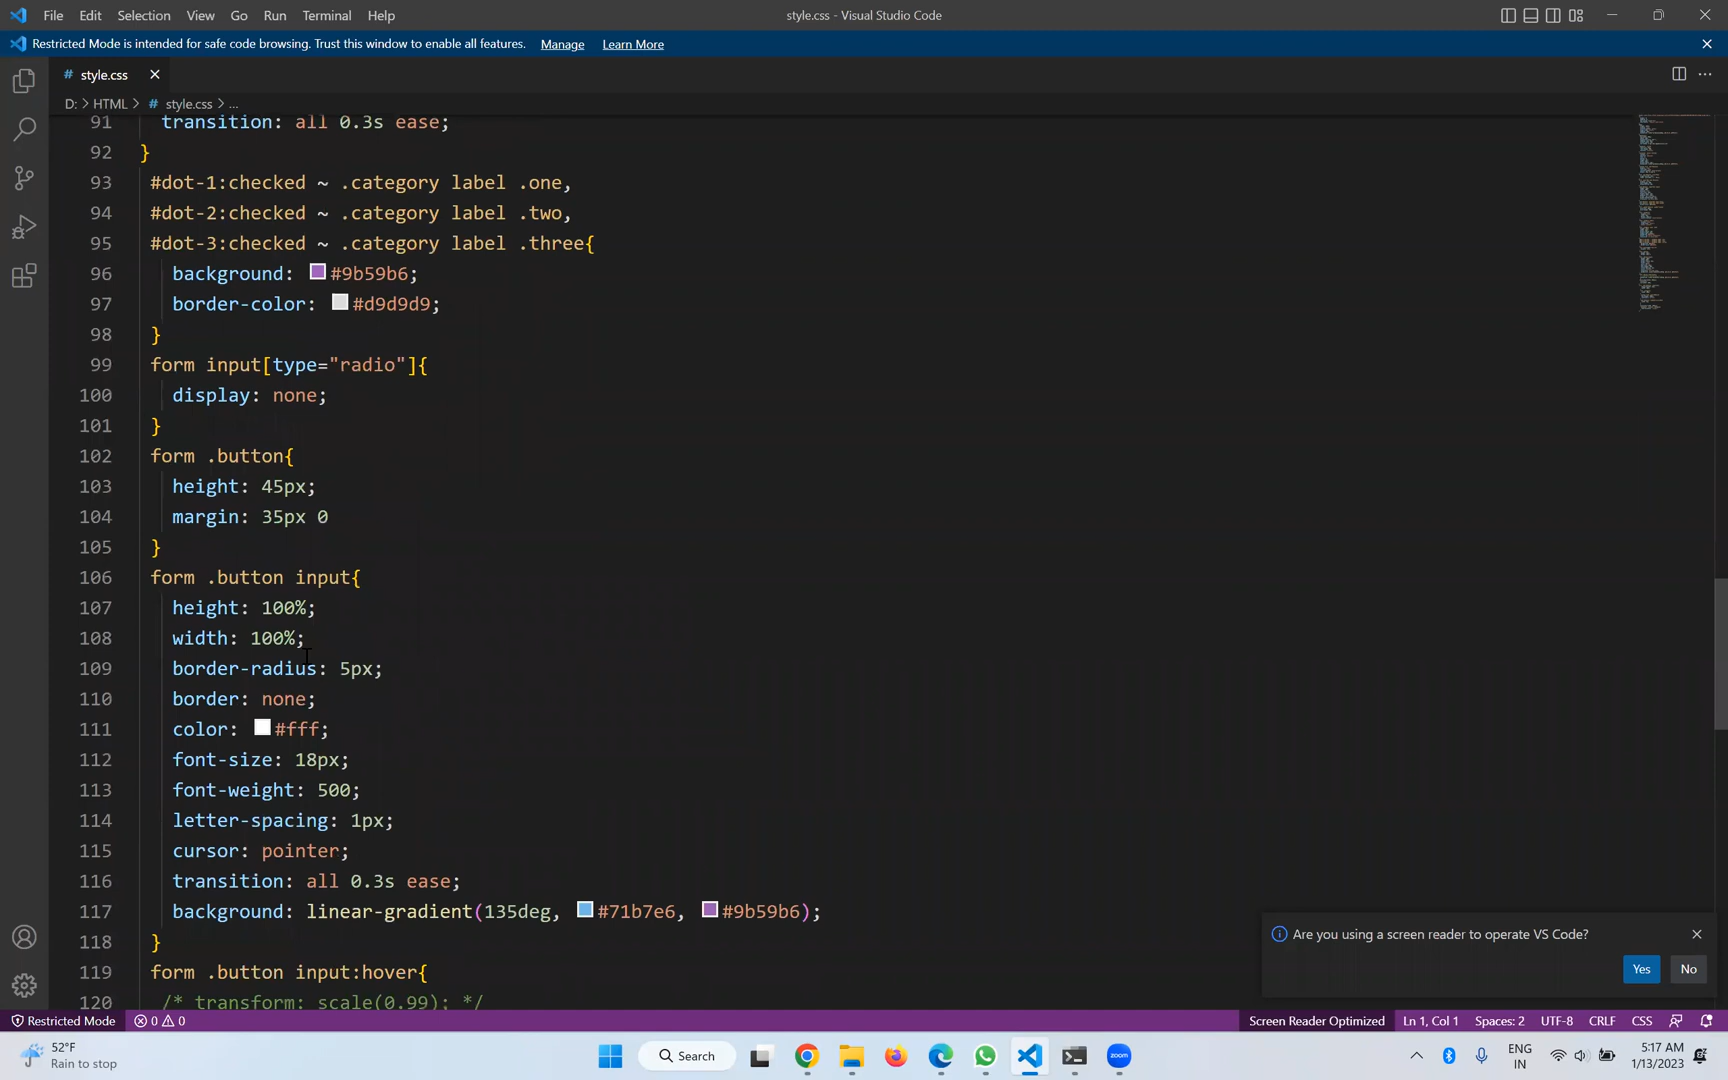 File Edit Selection View Go Run Terminal Help style.css - Visual Studio Code
Restricted Mode is intended for safe code browsing. Trust this window to enable all features. Manage Learn More
# style.css
D: > HTML > # style.css > ...
91 transition: all 0.3s ease;
92 }
93 #dot-1:checked ~ .category label .one,
94 #dot-2:checked ~ .category label .two,
95 #dot-3:checked ~ .category label .three{
96 background: #9b59b6;
97 border-color: #d9d9d9;
98 }
99 form input[type="radio"]{
100 display: none;
101 }
102 form .button{
103 height: 45px;
104 margin: 35px 0
105 }
106 form .button input{
107 height: 100%;
108 width: 100%;
109 border-radius: 5px;
110 border: none;
111 color: #fff;
112 font-size: 18px;
113 font-weight: 500;
114 letter-spacing: 1px;
115 cursor: pointer;
116 transition: all 0.3s ease;
117 background: linear-gradient(135deg, #71b7e6, #9b59b6);
118 }
119 form .button input:hover{
120 /* transform: scale(0.99); */
Are you using a screen reader to operate VS Code?
Yes No
Restricted Mode 0 0 Screen Reader Optimized Ln 1, Col 1 Spaces: 2 UTF-8 CRLF CSS
52°F
Rain to stop
Search
zoom
ENG
IN
5:17 AM
1/13/2023